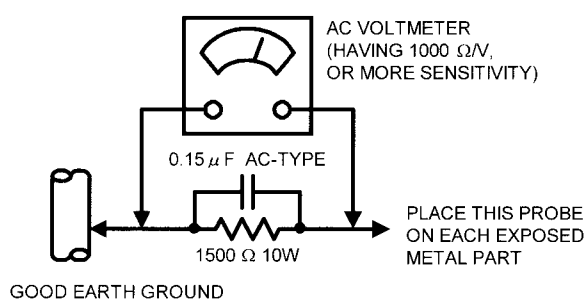 AC VOLTMETER
(HAVING 1000 Ω/V,
OR MORE SENSITIVITY)
0.15 μ F AC-TYPE
1500 Ω 10W
PLACE THIS PROBE
ON EACH EXPOSED
METAL PART
GOOD EARTH GROUND